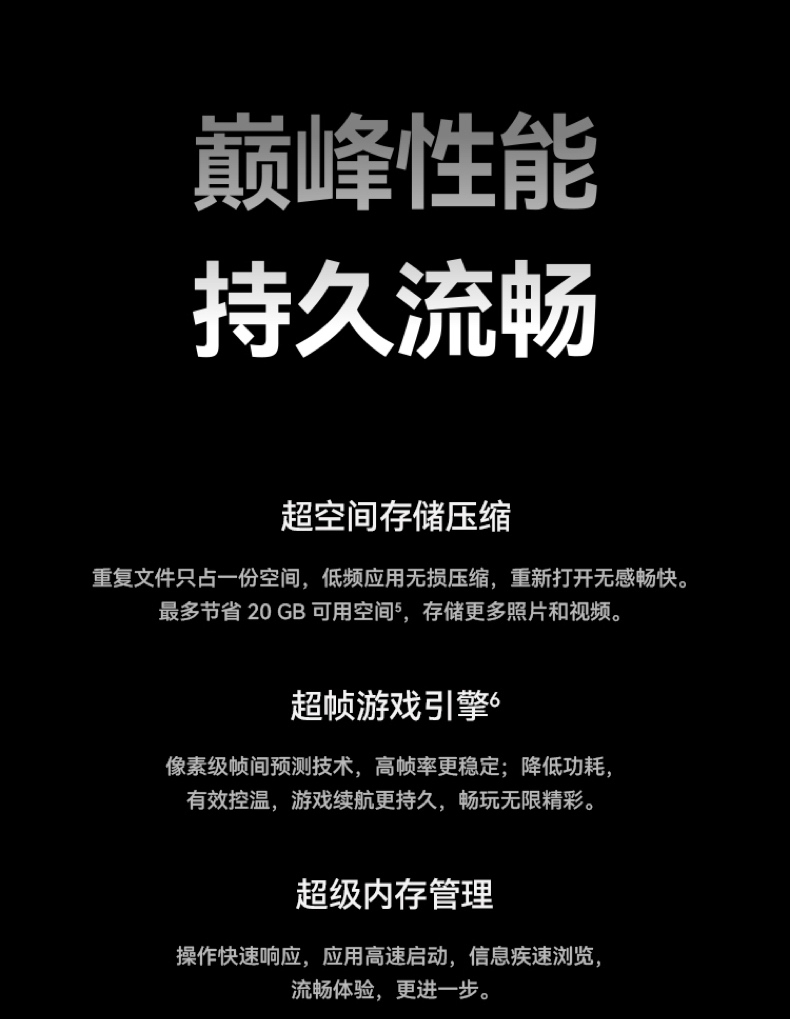 巅峰性能
持久流畅
超空间存储压缩
重复文件只占一份空间，低频应用无损压缩，重新打开无感畅快。
最多节省 20 GB 可用空间⁵，存储更多照片和视频。
超帧游戏引擎⁶
像素级帧间预测技术，高帧率更稳定；降低功耗，
有效控温，游戏续航更持久，畅玩无限精彩。
超级内存管理
操作快速响应，应用高速启动，信息疾速浏览，
流畅体验，更进一步。